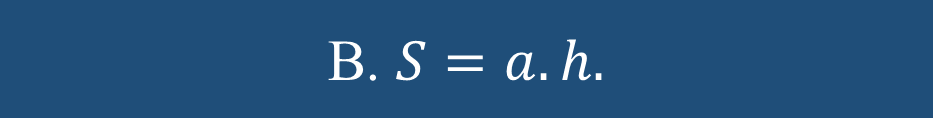 B. S = a. h.